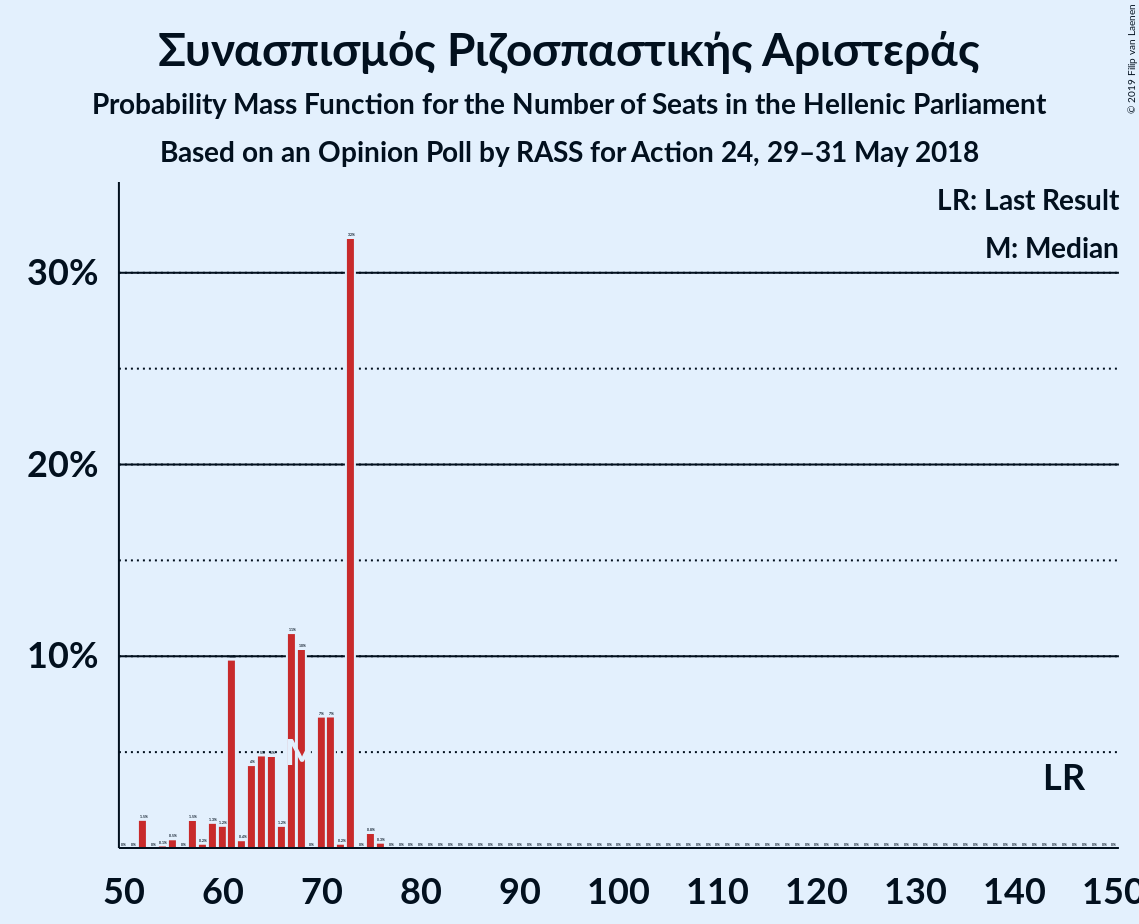 Συνασπισμός Ριζοσπαστικής Αριστεράς
Probability Mass Function for the Number of Seats in the Hellenic Parliament
Based on an Opinion Poll by RASS for Action 24, 29–31 May 2018
© 2019 Filip van Laenen
LR: Last Result
M: Median
30%
20%
10%
M
LR
50 60 70 80 90 100 110 120 130 140 150